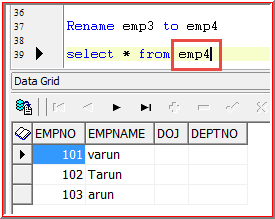 36
37 Rename emp3 to emp4
38
39 select * from emp4
Data Grid
EMPNO EMPNAME DOJ DEPTNO
101 varun
102 Tarun
103 arun